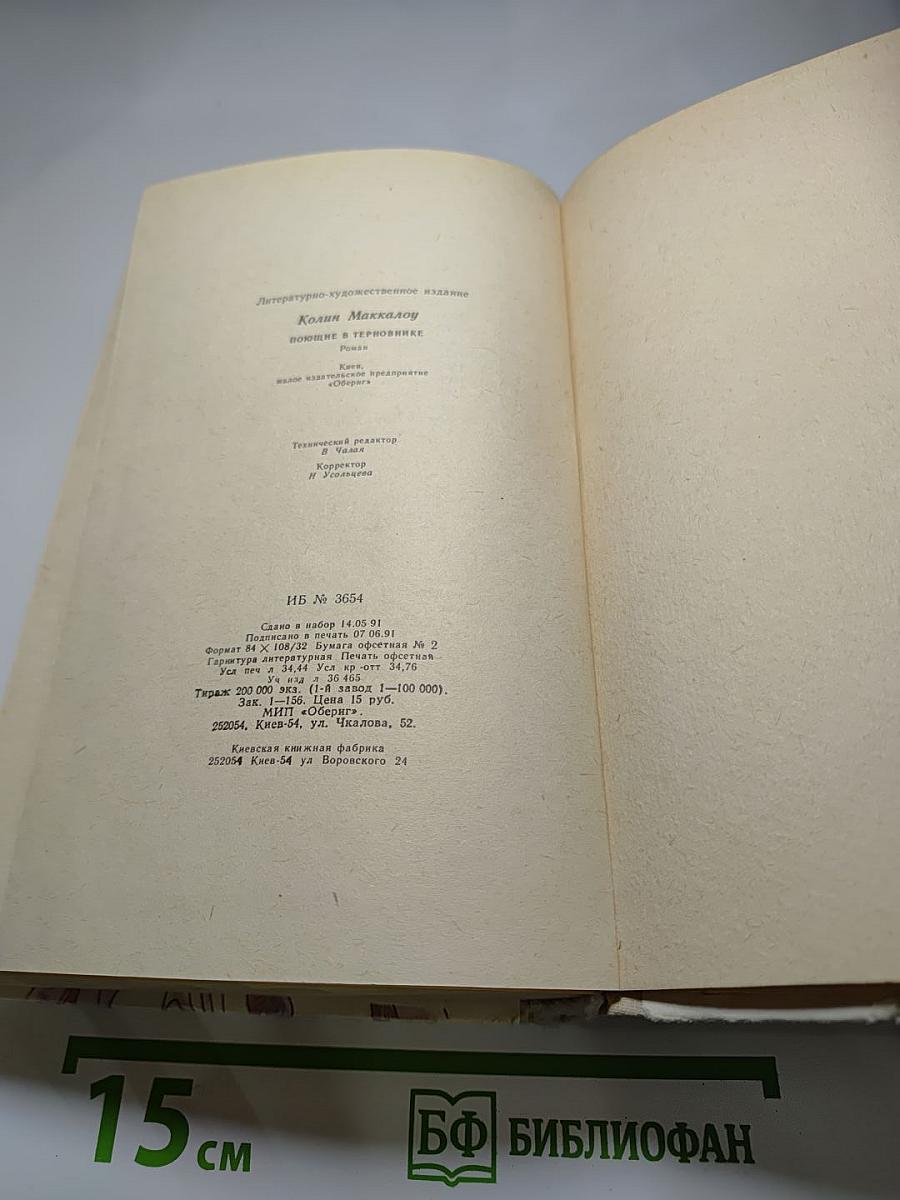 Литературно-художественное издание
Колин Маккалоу
ПОЮЩИЕ В ТЕРНОВНИКЕ
Роман
Киев,
малое издательское предприятие
«Оберіг»
Технический редактор
В Чалая
Корректор
Н Усольцева
ИБ № 3654
Сдано в набор 14.05 91
Подписано в печать 07 06.91
Формат 84 × 108/32 Бумага офсетная № 2
Гарнитура литературная Печать офсетная
Усл печ л 34,44 Усл кр -отт 34,76
Уч изд л 36 465
Тираж 200 000 экз. (1-й завод 1—100 000).
Зак. 1—156. Цена 15 руб.
МИП «Оберіг».
252054, Киев-54, ул. Чкалова, 52.
Киевская книжная фабрика
252054 Киев-54 ул Воровского 24
15 см
БФ БИБЛИОФАН